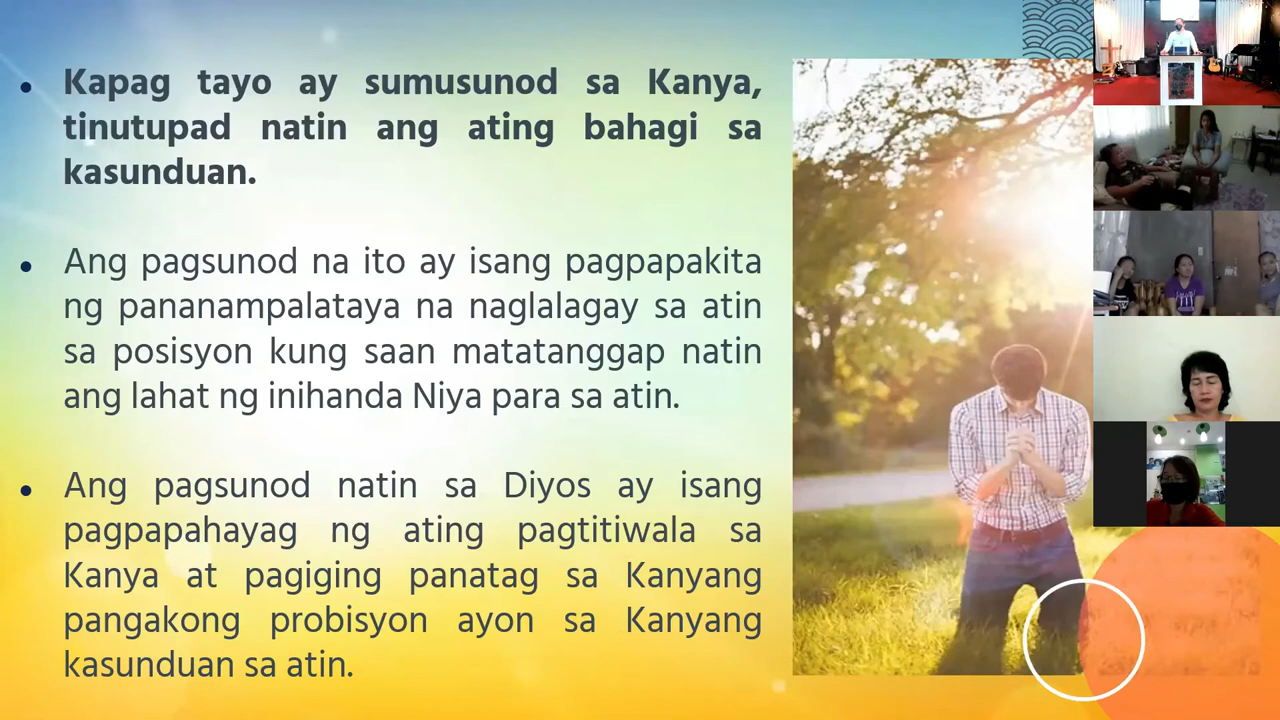 Kapag tayo ay sumusunod sa Kanya,
tinutupad natin ang ating bahagi sa
kasunduan.
Ang pagsunod na ito ay isang pagpapakita
ng pananampalataya na naglalagay sa atin
sa posisyon kung saan matatanggap natin
ang lahat ng inihanda Niya para sa atin.
Ang pagsunod natin sa Diyos ay isang
pagpapahayag ng ating pagtitiwala sa
Kanya at pagiging panatag sa Kanyang
pangakong probisyon ayon sa Kanyang
kasunduan sa atin.